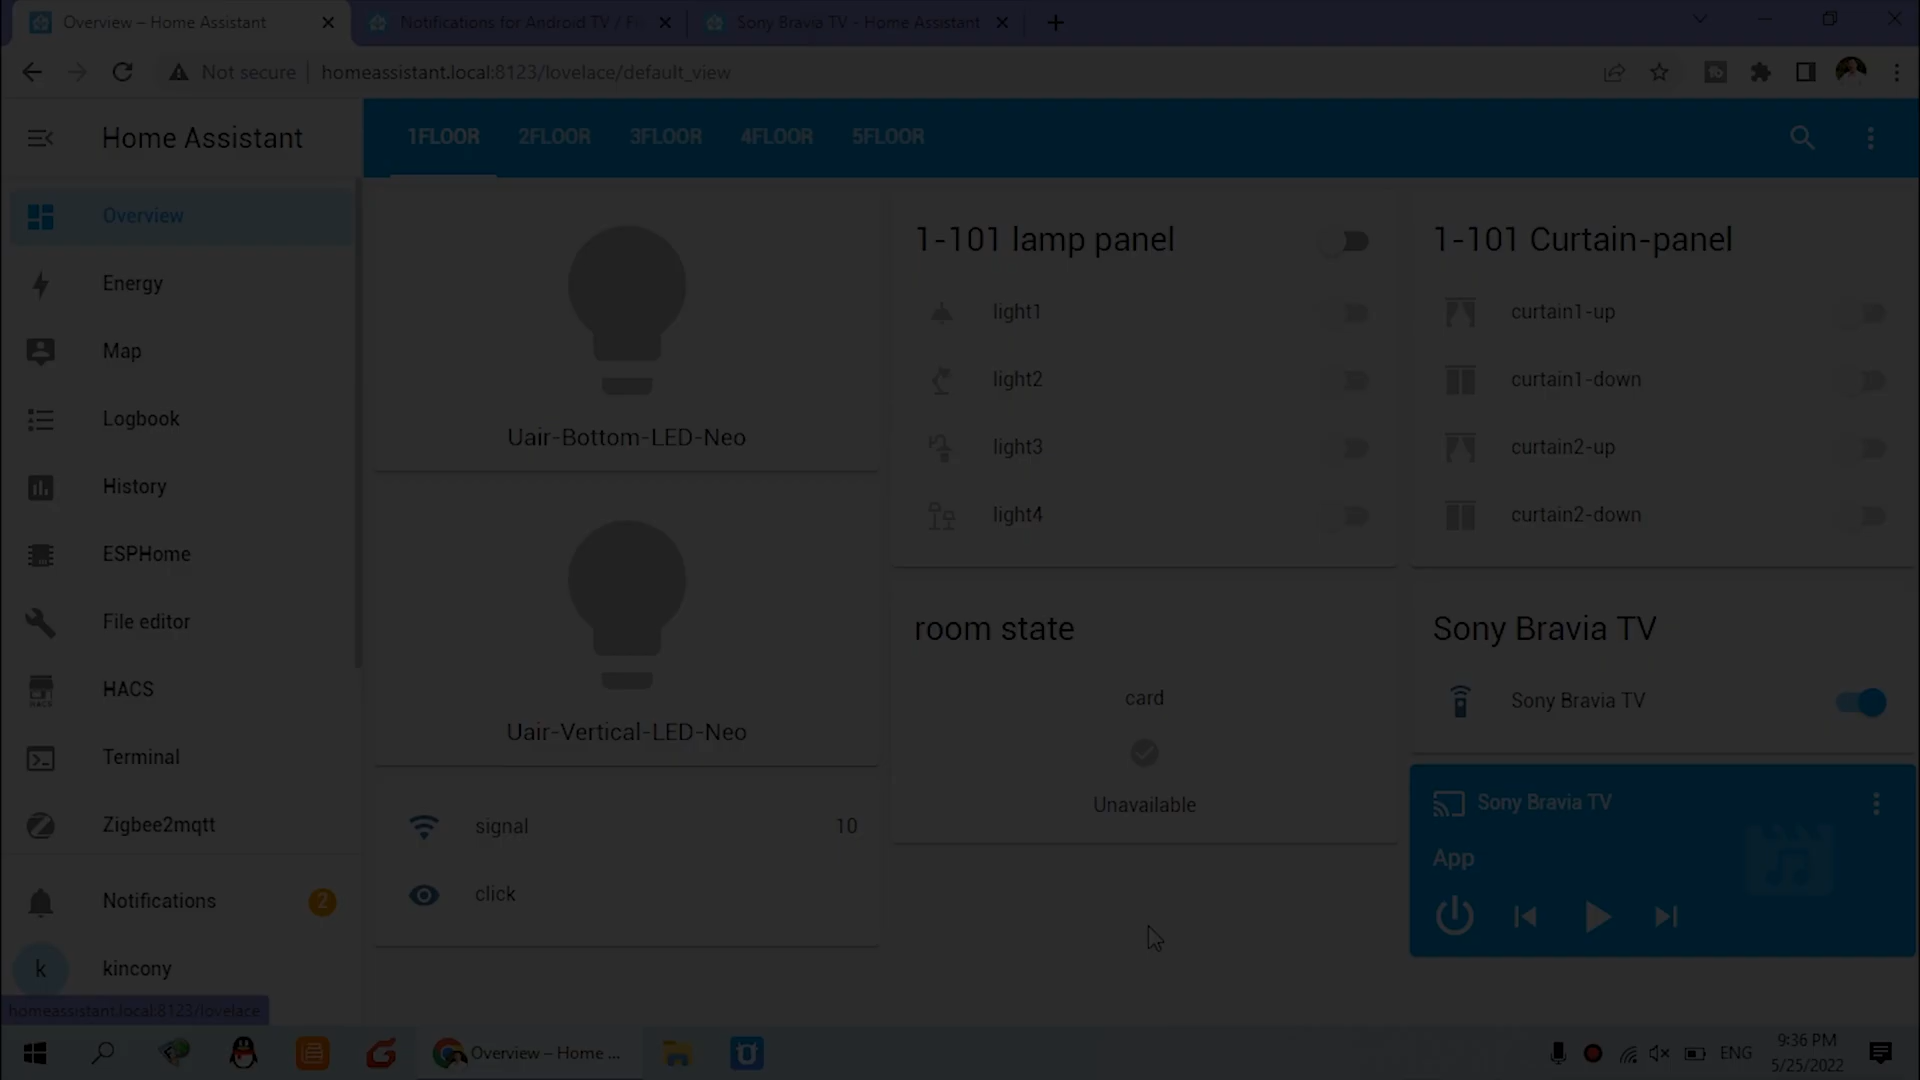 Overview – Home Assistant
Notifications for Android TV / Fi
Sony Bravia TV - Home Assistant
Not secure
homeassistant.local:8123/lovelace/default_view
Home Assistant
1FLOOR
2FLOOR
3FLOOR
4FLOOR
5FLOOR
Overview
Energy
Map
Logbook
History
ESPHome
File editor
HACS
HACS
Terminal
Zigbee2mqtt
Notifications
2
k
kincony
homeassistant.local:8123/lovelace
Uair-Bottom-LED-Neo
Uair-Vertical-LED-Neo
signal
10
click
1-101 lamp panel
light1
light2
light3
light4
room state
card
Unavailable
1-101 Curtain-panel
curtain1-up
curtain1-down
curtain2-up
curtain2-down
Sony Bravia TV
Sony Bravia TV
Sony Bravia TV
App
Overview – Home ...
ENG
9:36 PM
5/25/2022